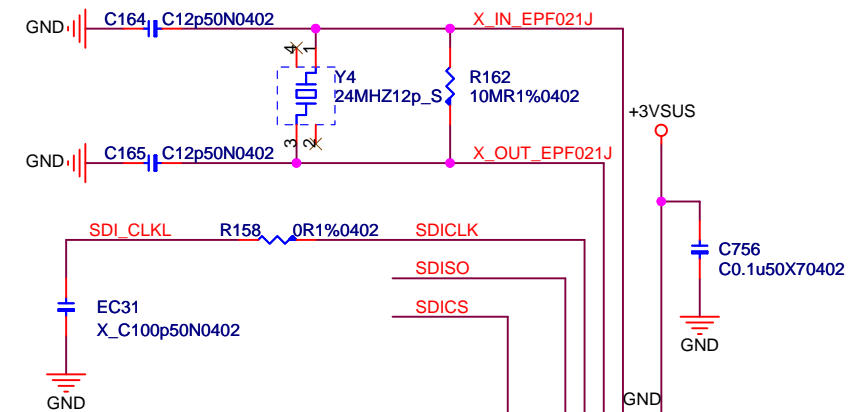 C164 C12p50N0402 X_IN_EPF021J
GND
4 1
Y4 R162
24MHZ12p_S 10MR1%0402
+3VSUS
3 2
C165 C12p50N0402 X_OUT_EPF021J
GND
SDI_CLKL R158 0R1%0402 SDICLK
C756
C0.1u50X70402
SDISO
EC31 SDICS
X_C100p50N0402
GND
GND
GND